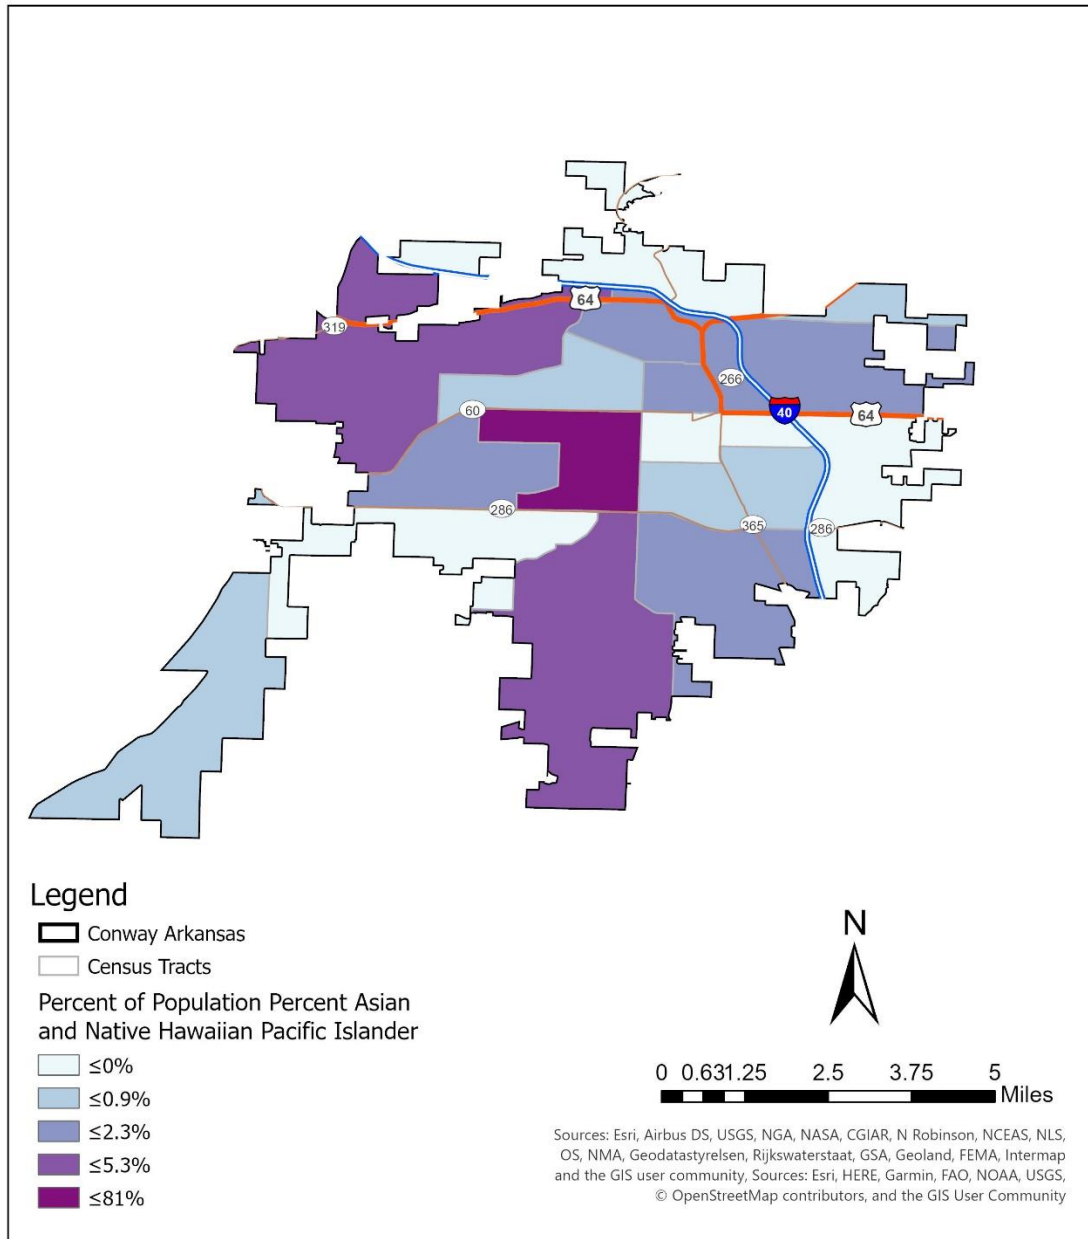 64
319
266
60
40
64
286
365
286
Legend
Conway Arkansas
Census Tracts
Percent of Population Percent Asian
and Native Hawaiian Pacific Islander
≤0%
≤0.9%
≤2.3%
≤5.3%
≤81%
N
0 0.631.25 2.5 3.75 5
Miles
Sources: Esri, Airbus DS, USGS, NGA, NASA, CGIAR, N Robinson, NCEAS, NLS,
OS, NMA, Geodatastyrelsen, Rijkswaterstaat, GSA, Geoland, FEMA, Intermap
and the GIS user community, Sources: Esri, HERE, Garmin, FAO, NOAA, USGS,
© OpenStreetMap contributors, and the GIS User Community